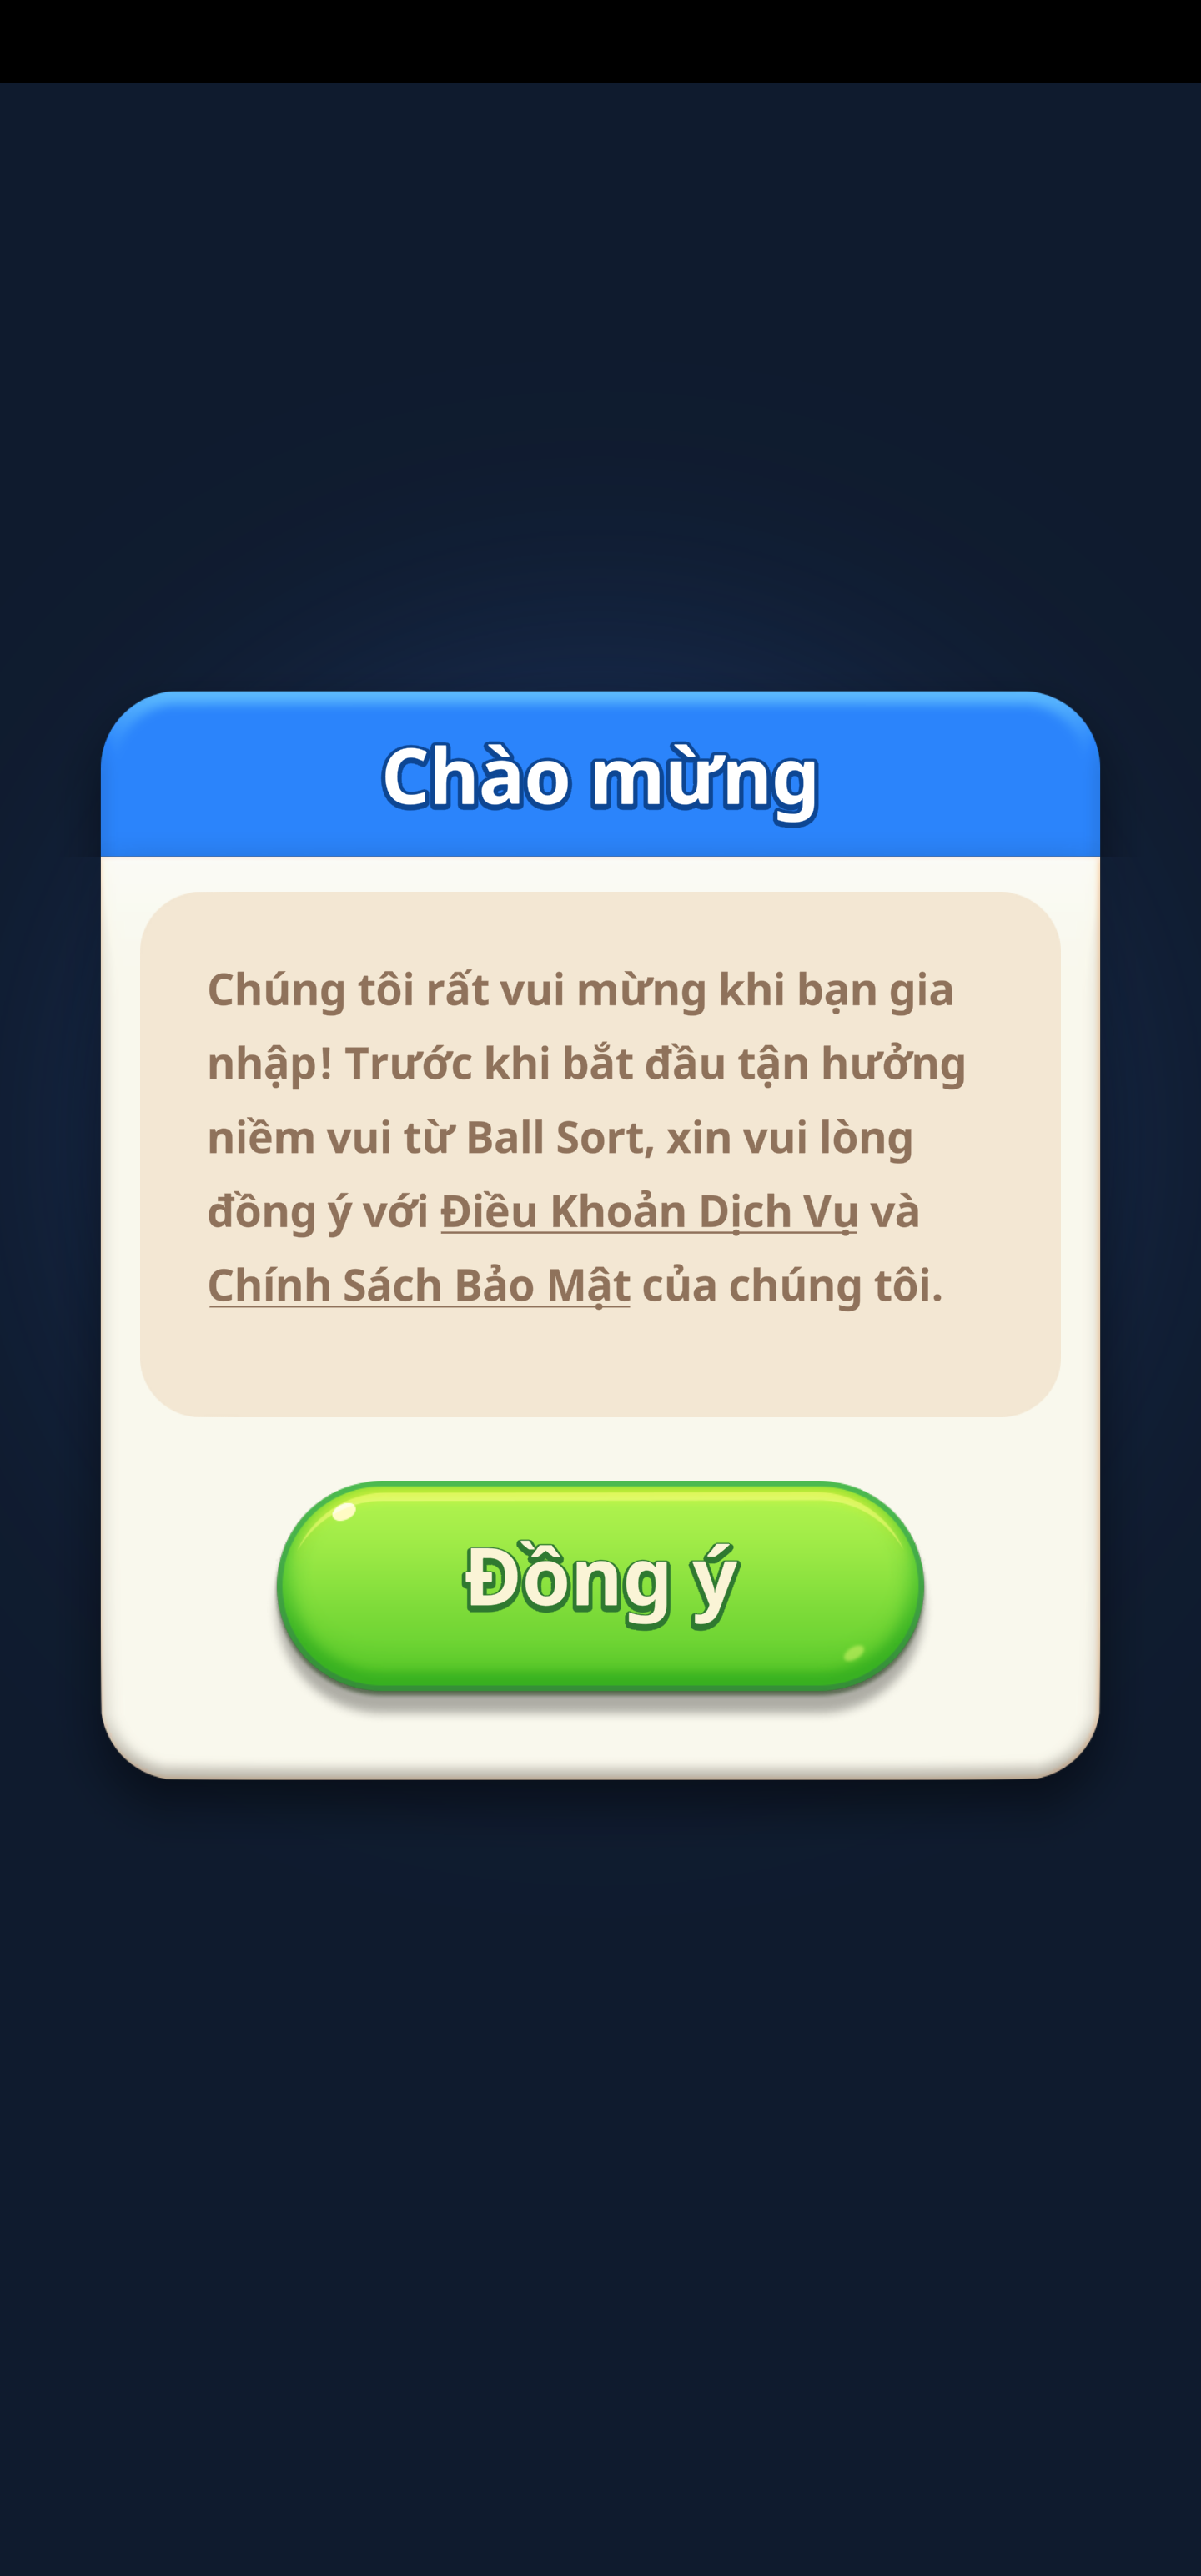 Chào mừng
Chúng tôi rất vui mừng khi bạn gia
nhập! Trước khi bắt đầu tận hưởng
niềm vui từ Ball Sort, xin vui lòng
đồng ý với Điều Khoản Dịch Vụ và
Chính Sách Bảo Mật của chúng tôi.
Đồng ý